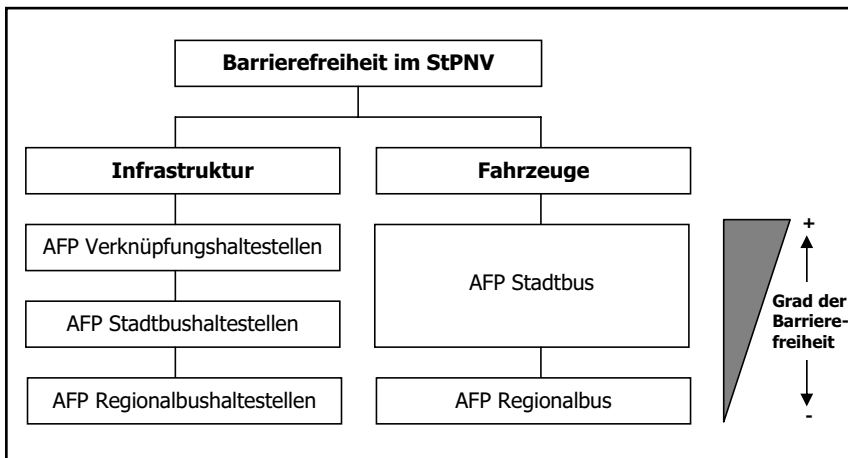 Barrierefreiheit im StPNV
Infrastruktur
Fahrzeuge
AFP Verknüpfungshaltestellen
AFP Stadtbus
AFP Stadtbushaltestellen
AFP Regionalbushaltestellen
AFP Regionalbus
+
Grad der
Barriere-
freiheit
-